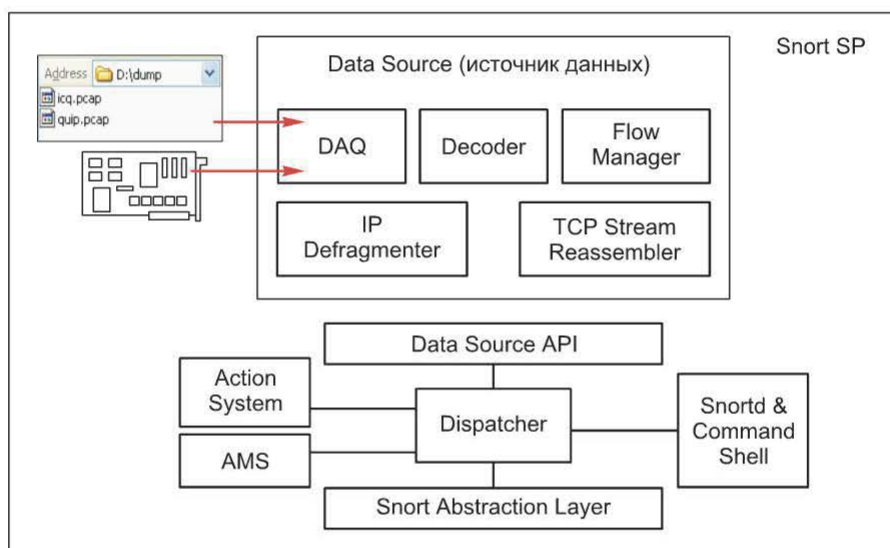 Snort SP
Data Source (источник данных)
Address D:\dump
icq.pcap
quip.pcap
DAQ
Decoder
Flow
Manager
IP
Defragmenter
TCP Stream
Reassembler
Data Source API
Action
System
Dispatcher
Snortd &
Command
Shell
AMS
Snort Abstraction Layer